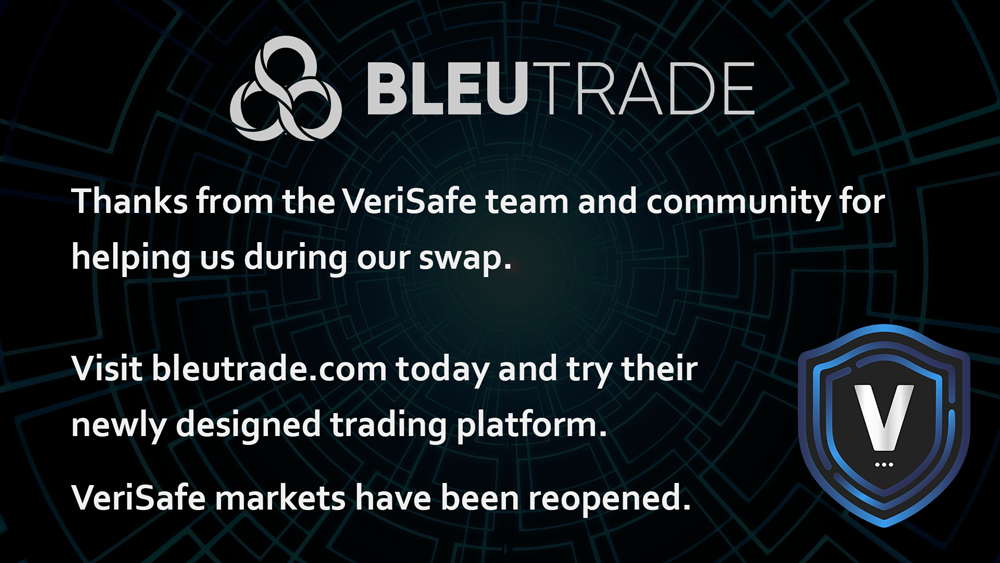 BLEUTRADE
Thanks from the VeriSafe team and community for
helping us during our swap.
Visit bleutrade.com today and try their
newly designed trading platform.
VeriSafe markets have been reopened.
V